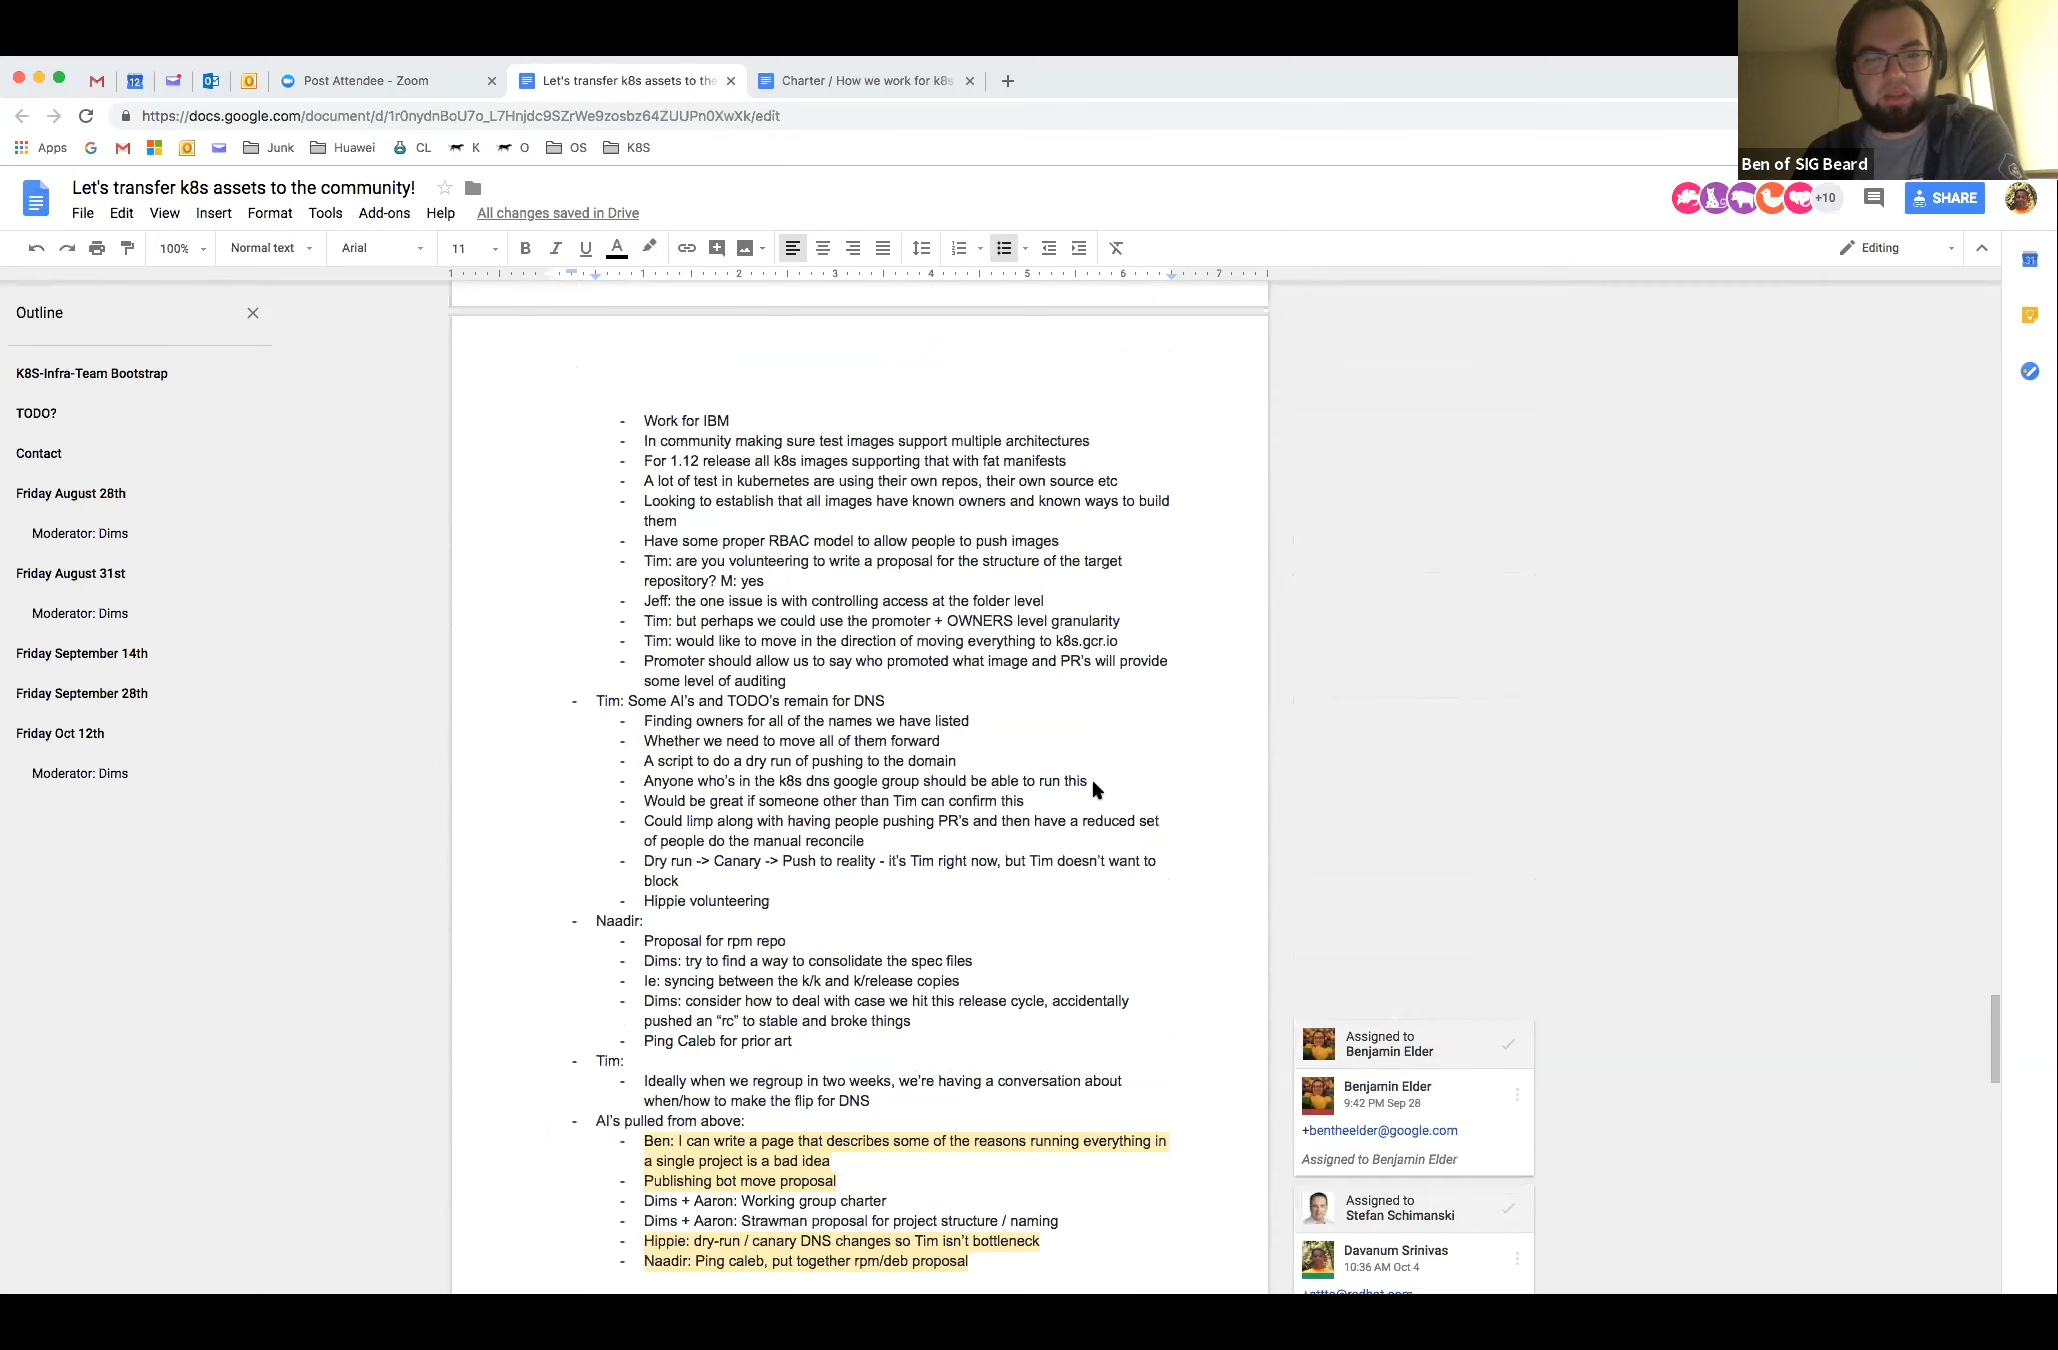 Ben of SIG Beard
12
Post Attendee - Zoom
Let's transfer k8s assets to the
Charter / How we work for k8s
https://docs.google.com/document/d/1r0nydnBoU7o_L7Hnjdc9SZrWe9zosbz64ZUUPn0XwXk/edit
Apps
Junk
Huawei
CL
K
O
OS
K8S
Let's transfer k8s assets to the community!
+10
SHARE
File Edit View Insert Format Tools Add-ons Help All changes saved in Drive
100% Normal text Arial 11 B I U A Editing
1 1 2 3 4 5 6 7
31
Outline
K8S-Infra-Team Bootstrap
TODO?
Contact
Friday August 28th
Moderator: Dims
Friday August 31st
Moderator: Dims
Friday September 14th
Friday September 28th
Friday Oct 12th
Moderator: Dims
- Work for IBM
- In community making sure test images support multiple architectures
- For 1.12 release all k8s images supporting that with fat manifests
- A lot of test in kubernetes are using their own repos, their own source etc
- Looking to establish that all images have known owners and known ways to build
them
- Have some proper RBAC model to allow people to push images
- Tim: are you volunteering to write a proposal for the structure of the target
repository? M: yes
- Jeff: the one issue is with controlling access at the folder level
- Tim: but perhaps we could use the promoter + OWNERS level granularity
- Tim: would like to move in the direction of moving everything to k8s.gcr.io
- Promoter should allow us to say who promoted what image and PR's will provide
some level of auditing
- Tim: Some AI's and TODO's remain for DNS
- Finding owners for all of the names we have listed
- Whether we need to move all of them forward
- A script to do a dry run of pushing to the domain
- Anyone who's in the k8s dns google group should be able to run this
- Would be great if someone other than Tim can confirm this
- Could limp along with having people pushing PR's and then have a reduced set
of people do the manual reconcile
- Dry run -> Canary -> Push to reality - it's Tim right now, but Tim doesn't want to
block
- Hippie volunteering
- Naadir:
- Proposal for rpm repo
- Dims: try to find a way to consolidate the spec files
- Ie: syncing between the k/k and k/release copies
- Dims: consider how to deal with case we hit this release cycle, accidentally
pushed an “rc” to stable and broke things
- Ping Caleb for prior art
- Tim:
- Ideally when we regroup in two weeks, we're having a conversation about
when/how to make the flip for DNS
- AI's pulled from above:
- Ben: I can write a page that describes some of the reasons running everything in
a single project is a bad idea
- Publishing bot move proposal
- Dims + Aaron: Working group charter
- Dims + Aaron: Strawman proposal for project structure / naming
- Hippie: dry-run / canary DNS changes so Tim isn't bottleneck
- Naadir: Ping caleb, put together rpm/deb proposal
Assigned to
Benjamin Elder
Benjamin Elder
9:42 PM Sep 28
+bentheelder@google.com
Assigned to Benjamin Elder
Assigned to
Stefan Schimanski
Davanum Srinivas
10:36 AM Oct 4